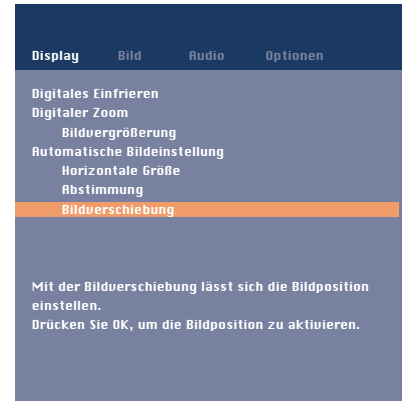 Display Bild Audio Optionen
Digitales Einfrieren
Digitaler Zoom
Bildvergrößerung
Automatische Bildeinstellung
Horizontale Größe
Abstimmung
Bildverschiebung
Mit der Bildverschiebung lässt sich die Bildposition
einstellen.
Drücken Sie OK, um die Bildposition zu aktivieren.